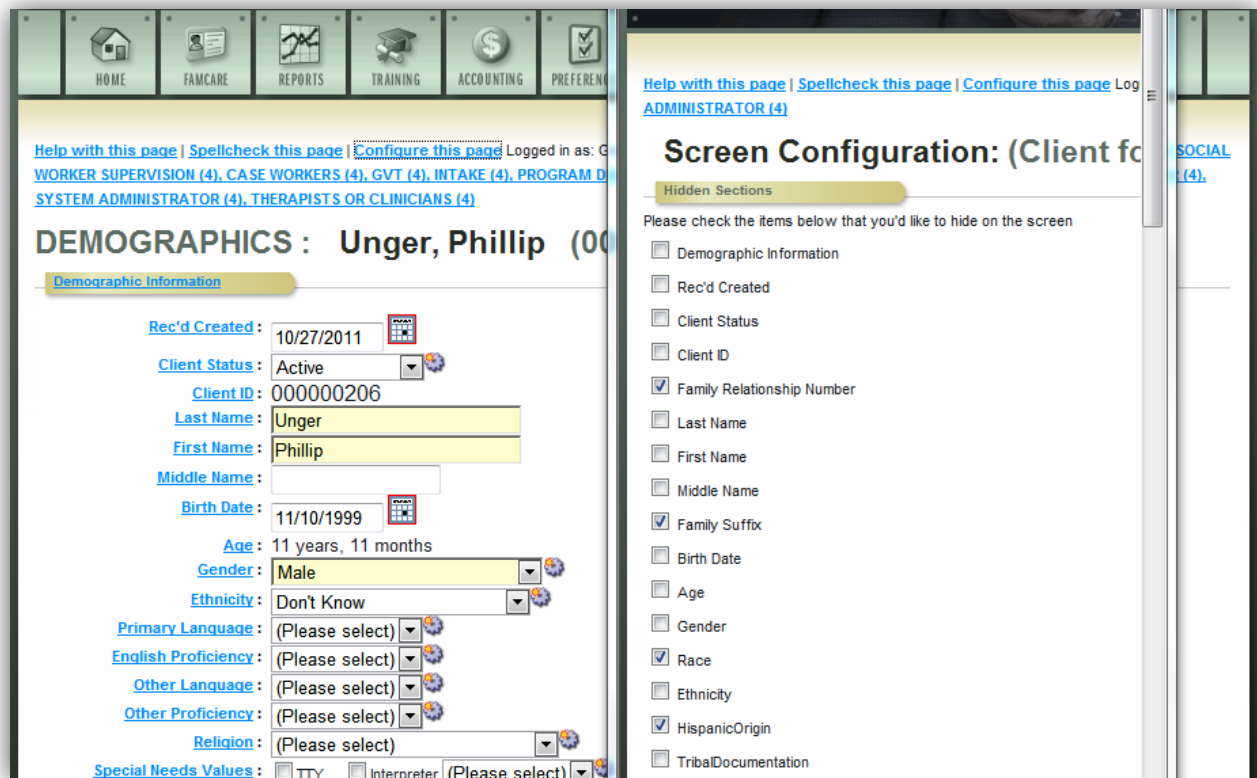 HOME
FAMCARE
REPORTS
TRAINING
ACCOUNTING
PREFEREN
Help with this page | Spellcheck this page | Configure this page Logged in as: G
WORKER SUPERVISION (4), CASE WORKERS (4), GVT (4), INTAKE (4), PROGRAM D
SYSTEM ADMINISTRATOR (4), THERAPISTS OR CLINICIANS (4)
DEMOGRAPHICS : Unger, Phillip (00
Demographic Information
Rec'd Created : 10/27/2011
Client Status : Active
Client ID : 000000206
Last Name : Unger
First Name : Phillip
Middle Name :
Birth Date : 11/10/1999
Age : 11 years, 11 months
Gender : Male
Ethnicity : Don't Know
Primary Language : (Please select)
English Proficiency : (Please select)
Other Language : (Please select)
Other Proficiency : (Please select)
Religion : (Please select)
Special Needs Values : TTY Interpreter (Please select)
Help with this page | Spellcheck this page | Configure this page Log
ADMINISTRATOR (4)
Screen Configuration: (Client fo
Hidden Sections
Please check the items below that you'd like to hide on the screen
Demographic Information
Rec'd Created
Client Status
Client ID
Family Relationship Number
Last Name
First Name
Middle Name
Family Suffix
Birth Date
Age
Gender
Race
Ethnicity
HispanicOrigin
TribalDocumentation
SOCIAL
(4),